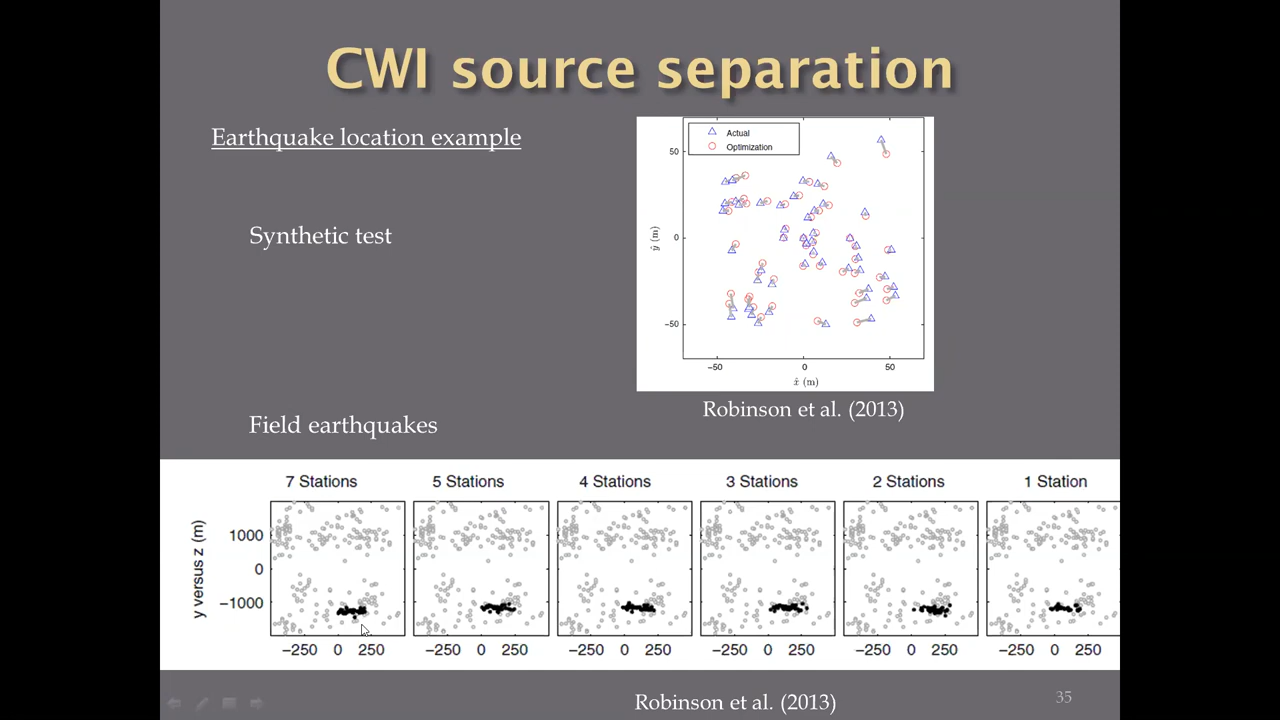 CWI source separation
Earthquake location example
Actual
Optimization
50
0
−50
ŷ (m)
−50
0
50
x̂ (m)
Synthetic test
Robinson et al. (2013)
Field earthquakes
7 Stations
5 Stations
4 Stations
3 Stations
2 Stations
1 Station
y versus z (m)
1000
0
−1000
−250 0 250
−250 0 250
−250 0 250
−250 0 250
−250 0 250
−250 0 250
Robinson et al. (2013)
35